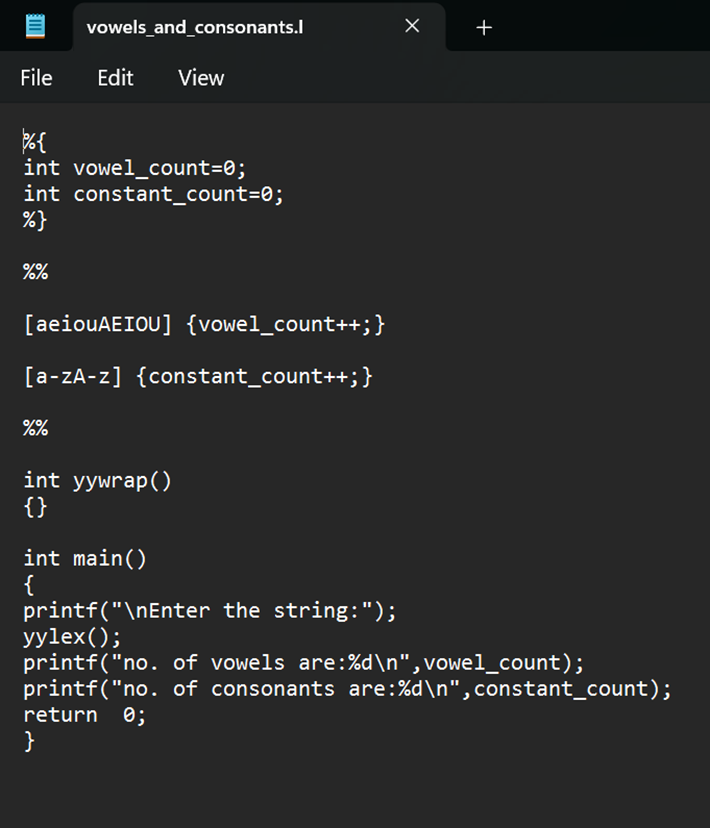 vowels_and_consonants.l
File Edit View
%{
int vowel_count=0;
int constant_count=0;
%}
%%
[aeiouAEIOU] {vowel_count++;}
[a-zA-z] {constant_count++;}
%%
int yywrap()
{}
int main()
{
printf("\nEnter the string:");
yylex();
printf("no. of vowels are:%d\n",vowel_count);
printf("no. of consonants are:%d\n",constant_count);
return  0;
}